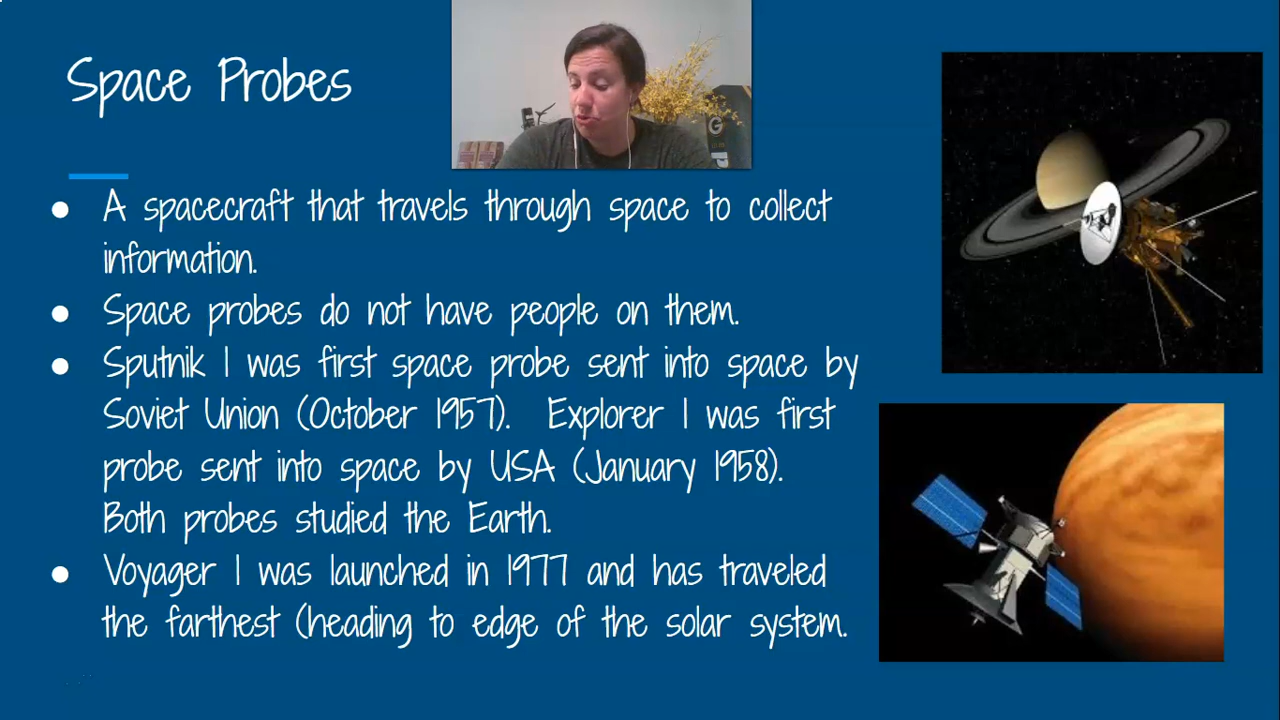 Space Probes
G
A spacecraft that travels through space to collect
information.
Space probes do not have people on them.
Sputnik 1 was first space probe sent into space by
Soviet Union (October 1957). Explorer 1 was first
probe sent into space by USA (January 1958).
Both probes studied the Earth.
Voyager 1 was launched in 1977 and has traveled
the farthest (heading to edge of the solar system.